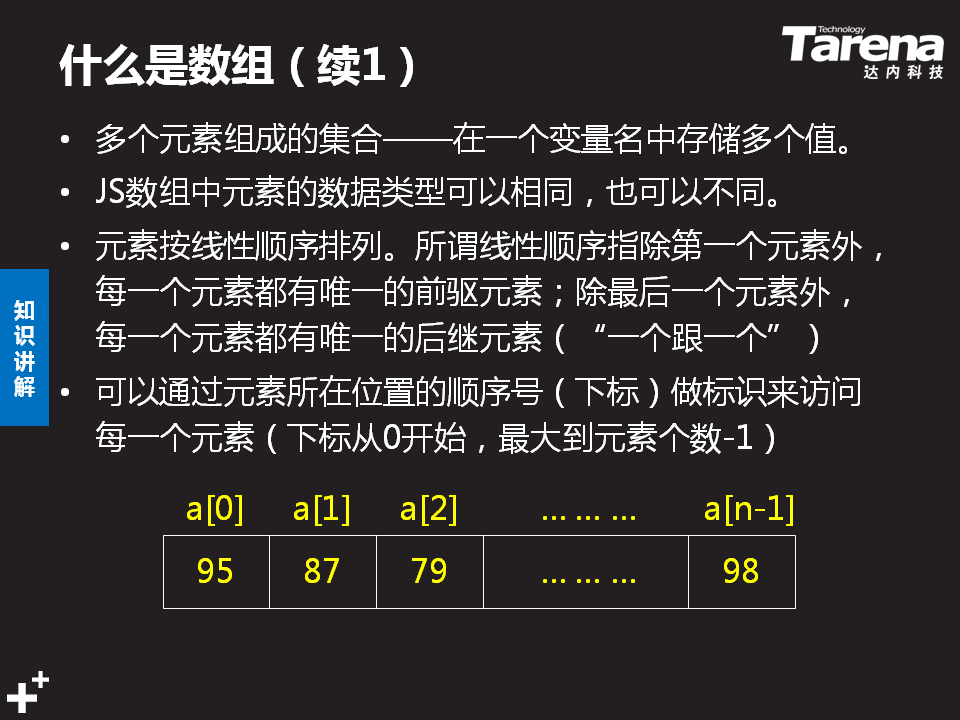 什么是数组（续1）
Technology
Tarena
达内科技
• 多个元素组成的集合——在一个变量名中存储多个值。
• JS数组中元素的数据类型可以相同，也可以不同。
• 元素按线性顺序排列。所谓线性顺序指除第一个元素外，
每一个元素都有唯一的前驱元素；除最后一个元素外，
每一个元素都有唯一的后继元素（“一个跟一个”）
知识讲解
• 可以通过元素所在位置的顺序号（下标）做标识来访问
每一个元素（下标从0开始，最大到元素个数-1）
a[0] a[1] a[2] ... ... ... a[n-1]
95 87 79 ... ... ... 98